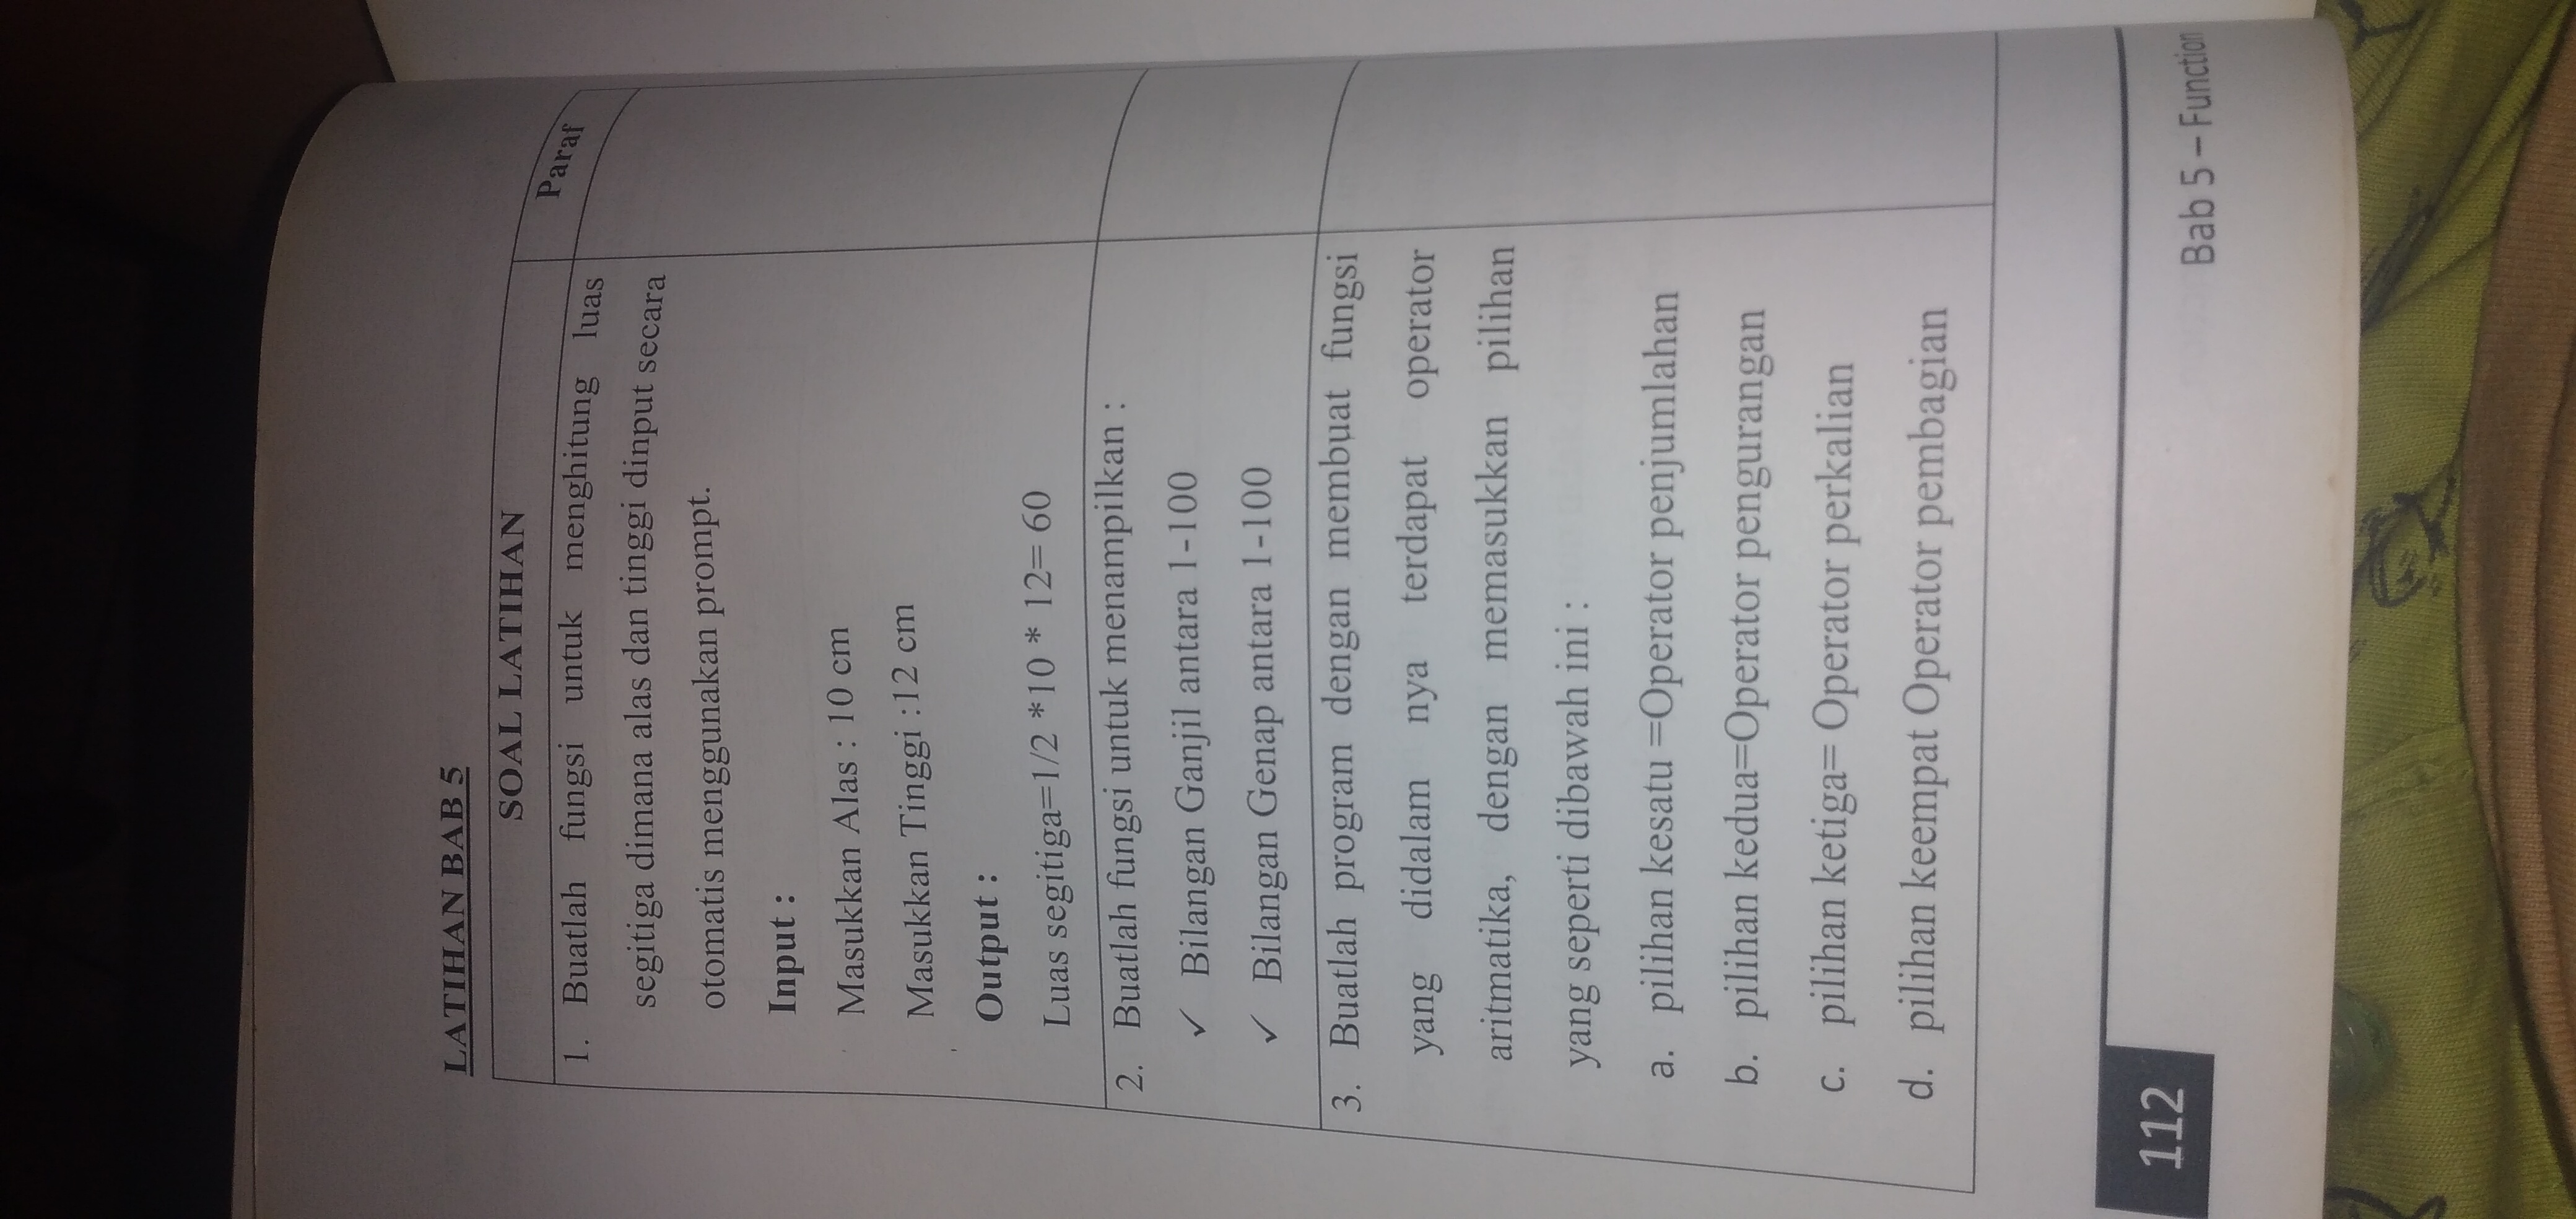 LATIHAN BAB 5
SOAL LATIHAN
Paraf
1. Buatlah fungsi untuk menghitung luas
segitiga dimana alas dan tinggi dinput secara
otomatis menggunakan prompt.
Input :
Masukkan Alas : 10 cm
Masukkan Tinggi :12 cm
Output :
Luas segitiga=1/2 *10 * 12= 60
2. Buatlah fungsi untuk menampilkan :
✓ Bilangan Ganjil antara 1-100
✓ Bilangan Genap antara 1-100
3. Buatlah program dengan membuat fungsi
yang didalam nya terdapat operator
aritmatika, dengan memasukkan pilihan
yang seperti dibawah ini :
a. pilihan kesatu =Operator penjumlahan
b. pilihan kedua=Operator pengurangan
c. pilihan ketiga= Operator perkalian
d. pilihan keempat Operator pembagian
112
Bab 5 – Function